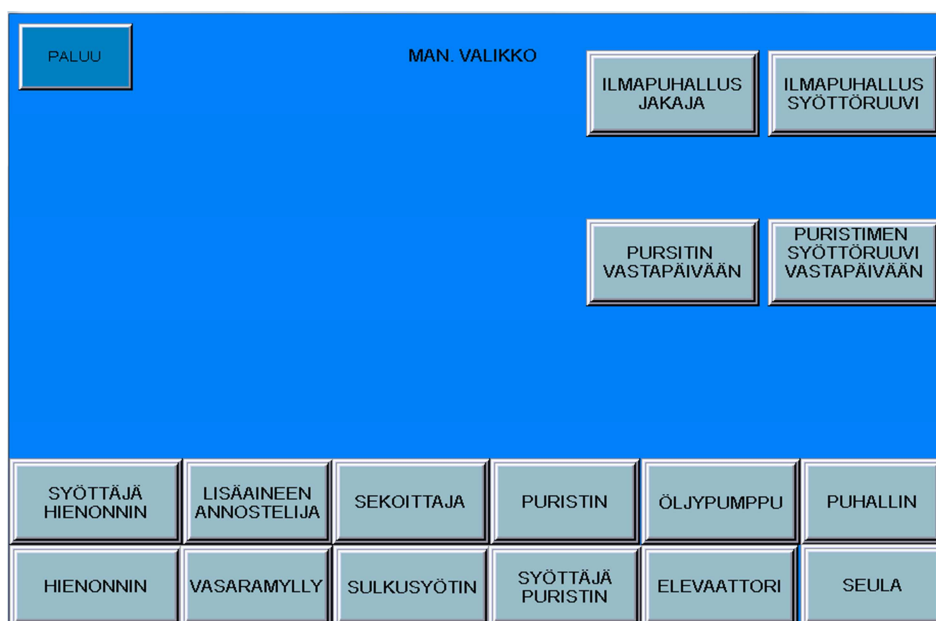 PALUU
MAN. VALIKKO
ILMAPUHALLUS
JAKAJA
ILMAPUHALLUS
SYÖTTÖRUUVI
PURSITIN
VASTAPÄIVÄÄN
PURISTIMEN
SYÖTTÖRUUVI
VASTAPÄIVÄÄN
SYÖTTÄJÄ
HIENONNIN
LISÄAINEEN
ANNOSTELIJA
SEKOITTAJA
PURISTIN
ÖLJYPUMPPU
PUHALLIN
HIENONNIN
VASARAMYLLY
SULKUSYÖTIN
SYÖTTÄJÄ
PURISTIN
ELEVAATTORI
SEULA